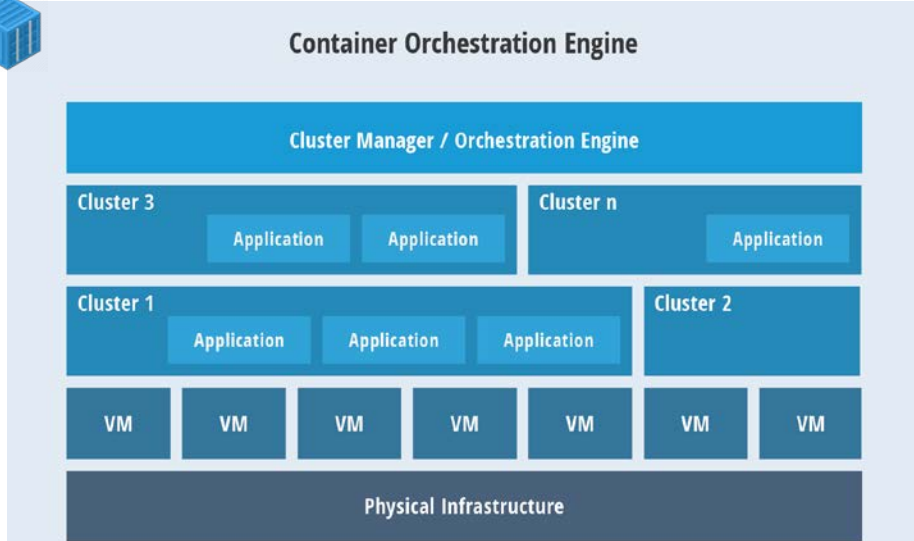 Container Orchestration Engine
Cluster Manager / Orchestration Engine
Cluster 3
Application
Application
Cluster n
Application
Cluster 1
Application
Application
Application
Cluster 2
VM
VM
VM
VM
VM
VM
VM
Physical Infrastructure